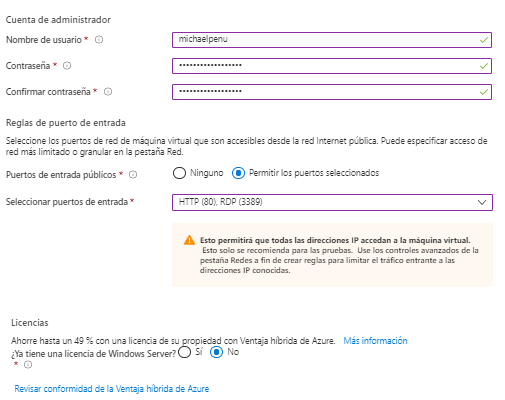 Cuenta de administrador
Nombre de usuario *
michaelpenu
Contraseña *
••••••••••••••••••
Confirmar contraseña *
••••••••••••••••••
Reglas de puerto de entrada
Seleccione los puertos de red de máquina virtual que son accesibles desde la red Internet pública. Puede especificar acceso de
red más limitado o granular en la pestaña Red.
Puertos de entrada públicos *
Ninguno
Permitir los puertos seleccionados
Seleccionar puertos de entrada *
HTTP (80), RDP (3389)
Esto permitirá que todas las direcciones IP accedan a la máquina virtual.
Esto solo se recomienda para las pruebas. Use los controles avanzados de la
pestaña Redes a fin de crear reglas para limitar el tráfico entrante a las
direcciones IP conocidas.
Licencias
Ahorre hasta un 49 % con una licencia de su propiedad con Ventaja híbrida de Azure. Más información
¿Ya tiene una licencia de Windows Server? Sí No
*
Revisar conformidad de la Ventaja híbrida de Azure